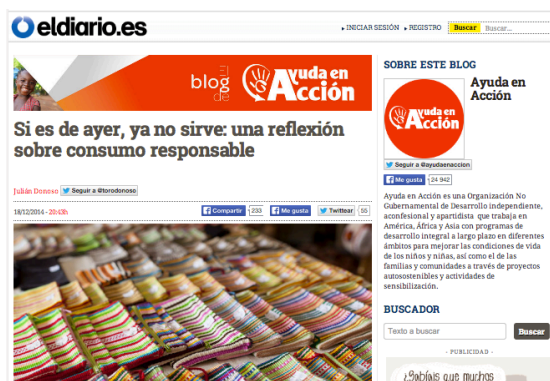 eldiario.es
INICIAR SESIÓN REGISTRO Buscar Buscar...
blog de
Ayuda en Acción
Si es de ayer, ya no sirve: una reflexión
sobre consumo responsable
Julián Donoso Seguir a @torodonoso
18/12/2014 - 20:43h
Compartir 233 Me gusta Twittear 55
SOBRE ESTE BLOG
Ayuda en
Acción
Ayuda en
Acción
Seguir a @ayudaenaccion
Me gusta 24 942
Ayuda en Acción es una Organización No
Gubernamental de Desarrollo independiente,
aconfesional y apartidista que trabaja en
América, África y Asia con programas de
desarrollo integral a largo plazo en diferentes
ámbitos para mejorar las condiciones de vida
de los niños y niñas, así como el de las
familias y comunidades a través de proyectos
autosostenibles y actividades de
sensibilización.
BUSCADOR
Texto a buscar Buscar
- PUBLICIDAD -
¿Sabíais que muchos